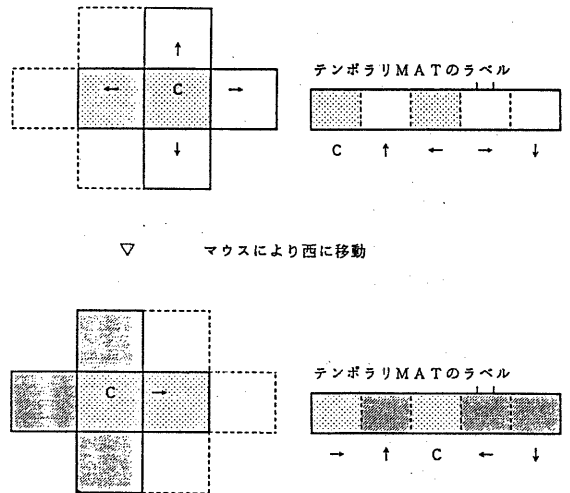 ↑
← C →
↓
テンポラリMATのラベル
C ↑ ← → ↓
▽ マウスにより西に移動
C →
テンポラリMATのラベル
→ ↑ C ← ↓